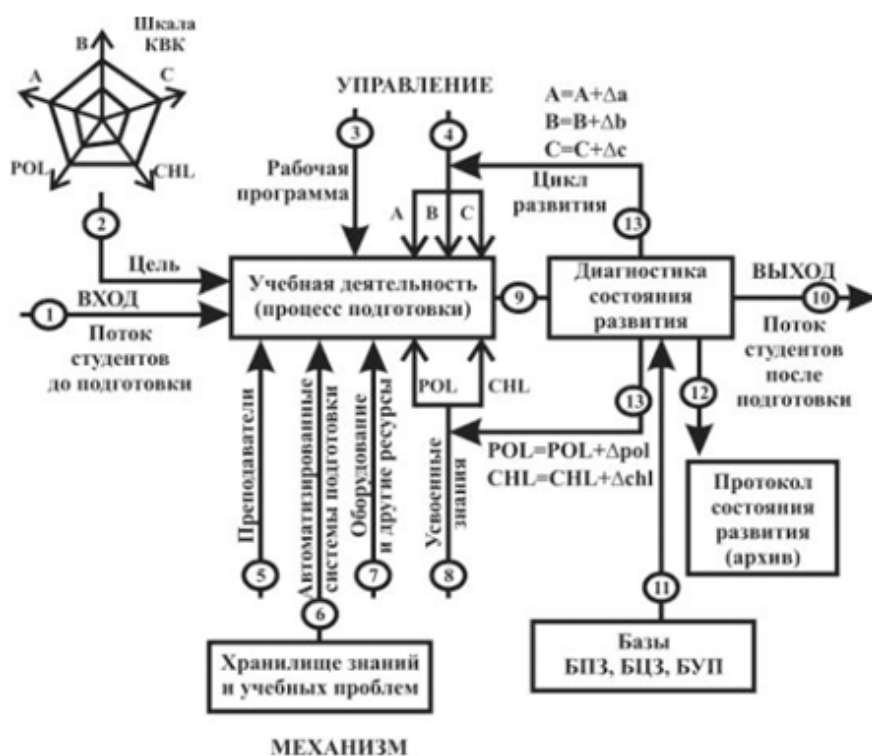 Шкала
КВК
B
A
C
POL
CHL
УПРАВЛЕНИЕ
3
4
A=A+Δa
B=B+Δb
C=C+Δc
Рабочая
программа
Цикл
развития
13
A
B
C
2
Цель
ВХОД
1
Поток
студентов
до подготовки
Учебная деятельность
(процесс подготовки)
9
Диагностика
состояния
развития
ВЫХОД
10
Поток
студентов
после
подготовки
POL
CHL
13
12
POL=POL+Δpol
CHL=CHL+Δchl
Преподаватели
Автоматизированные
системы подготовки
Оборудование
и другие ресурсы
Усвоенные
знания
Протокол
состояния
развития
(архив)
5
6
7
8
11
Хранилище знаний
и учебных проблем
Базы
БПЗ, БЦЗ, БУП
МЕХАНИЗМ